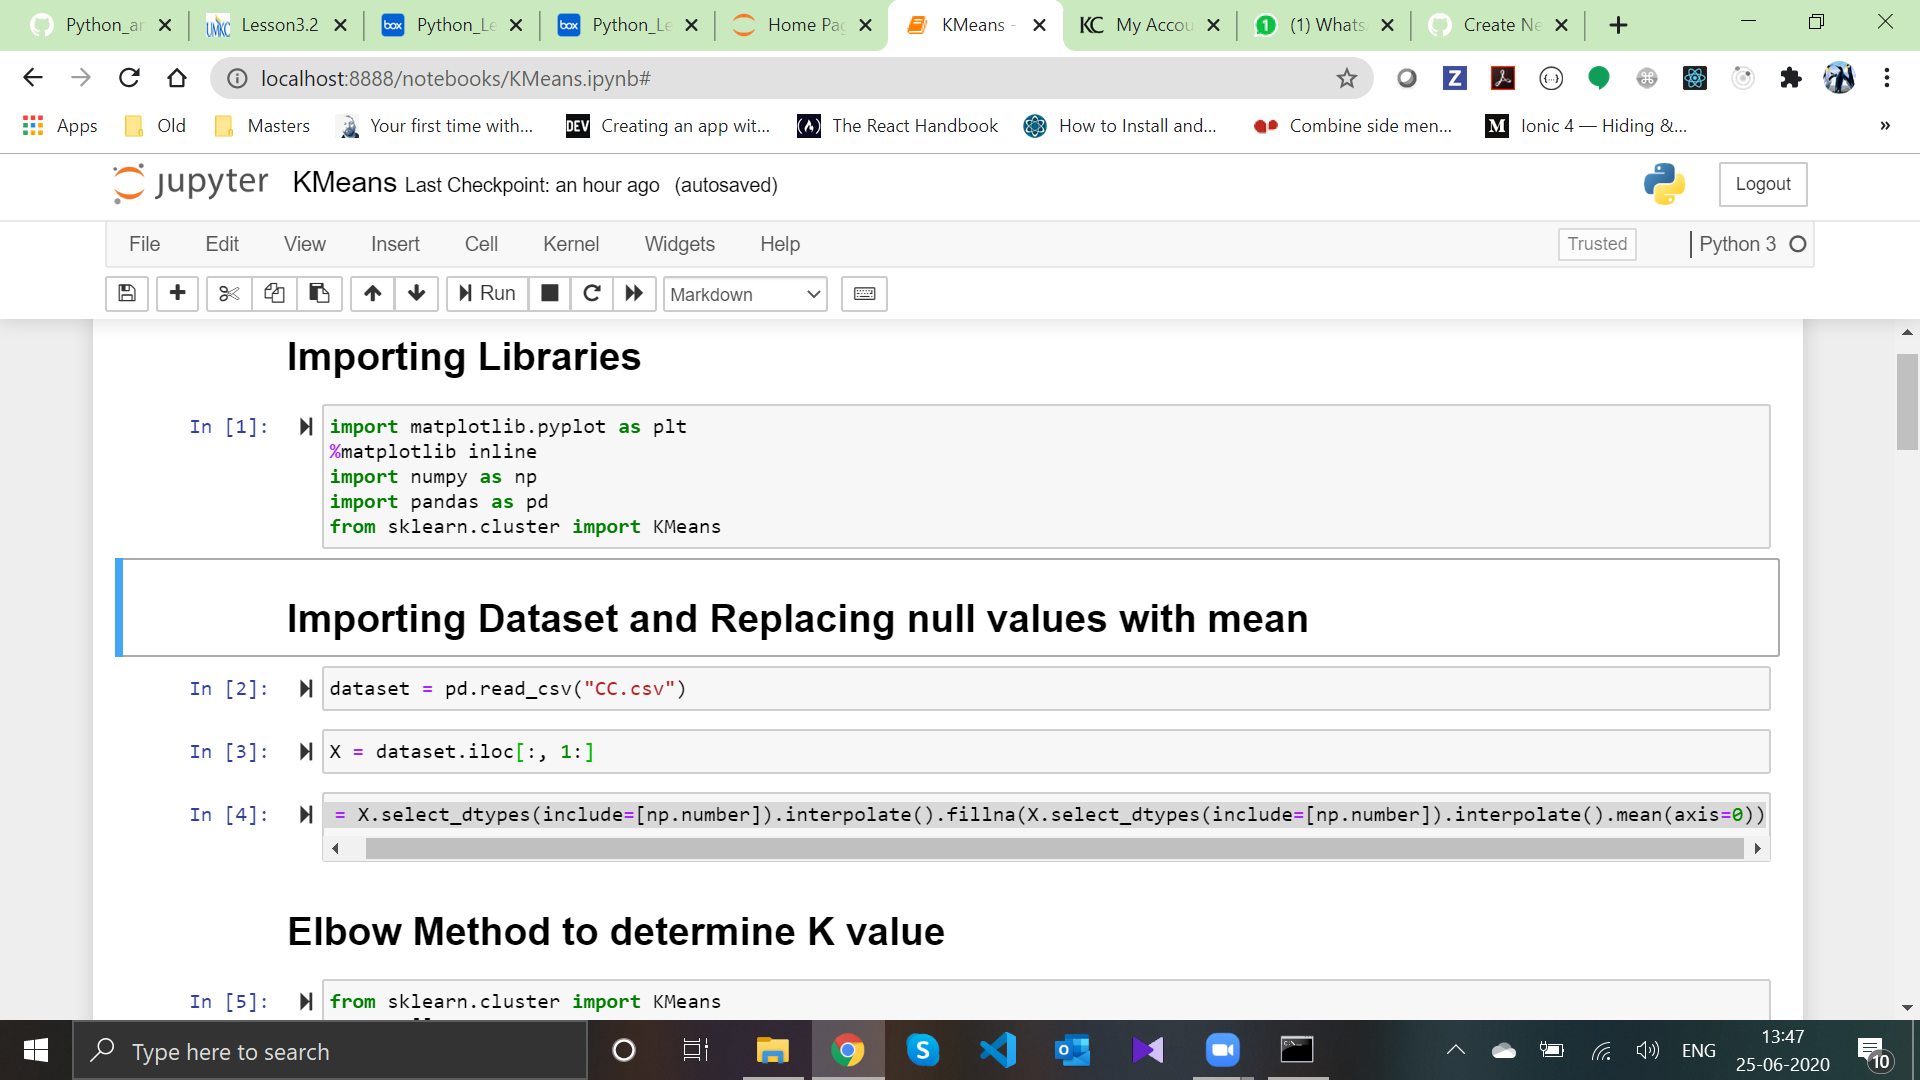 Python_ar
Lesson3.2
Python_Le
Python_Le
Home Pag
KMeans -
My Accou
(1) Whats
Create Ne
localhost:8888/notebooks/KMeans.ipynb#
Apps
Old
Masters
Your first time with...
Creating an app wit...
The React Handbook
How to Install and...
Combine side men...
Ionic 4 — Hiding &...
jupyter KMeans Last Checkpoint: an hour ago (autosaved)
Logout
File Edit View Insert Cell Kernel Widgets Help
Trusted
Python 3
Run
Markdown
Importing Libraries
In [1]:
import matplotlib.pyplot as plt
%matplotlib inline
import numpy as np
import pandas as pd
from sklearn.cluster import KMeans
Importing Dataset and Replacing null values with mean
In [2]: dataset = pd.read_csv("CC.csv")
In [3]: X = dataset.iloc[:, 1:]
In [4]: = X.select_dtypes(include=[np.number]).interpolate().fillna(X.select_dtypes(include=[np.number]).interpolate().mean(axis=0))
Elbow Method to determine K value
In [5]: from sklearn.cluster import KMeans
Type here to search
ENG
13:47
25-06-2020
10